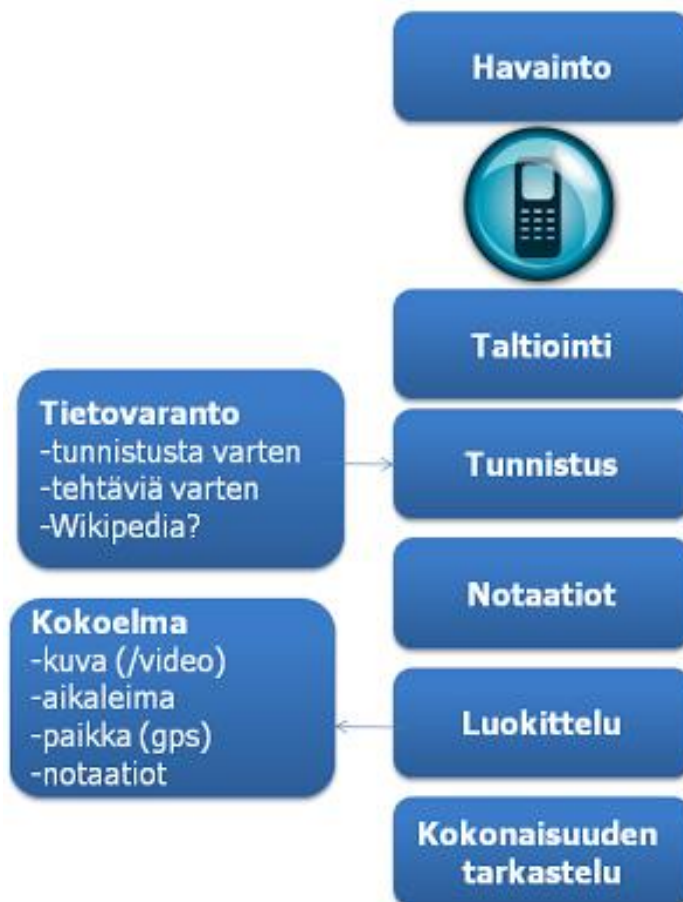 Havainto
Taltiointi
Tietovaranto
-tunnistusta varten
-tehtäviä varten
-Wikipedia?
Tunnistus
Notaatiot
Kokoelma
-kuva (/video)
-aikaleima
-paikka (gps)
-notaatiot
Luokittelu
Kokonaisuuden
tarkastelu